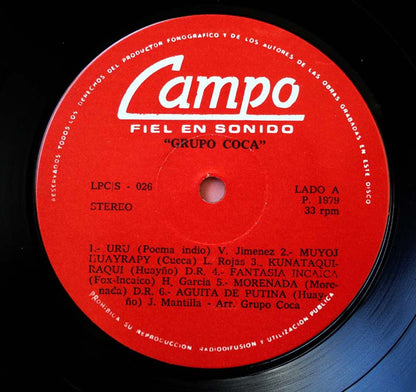 RESERVADOS TODOS LOS DERECHOS DEL PRODUCTOR FONOGRAFICO Y DE LOS AUTORES DE LAS OBRAS GRABADAS EN ESTE DISCO
Campo
FIEL EN SONIDO
"GRUPO COCA"
LPC|S - 026
LADO A
P. 1979
STEREO
33 rpm
1.- URU (Poema indio) V. Jimenez 2.- MUYOJ
HUAYRAPY (Cueca) L. Rojas 3., KUNATAQUI-
RAQUI (Huayño) D.R. 4.- FANTASIA INCAICA
(Fox-Incaico) H, Garcia 5.- MORENADA (More-
nada) D.R. 6.- AGUITA DE PUTINA (Huay-
ño) J. Mantilla - Arr. Grupo Coca
PROHIBIDA SU REPRODUCCION, RADIODIFUSION Y UTILIZACION PUBLICA